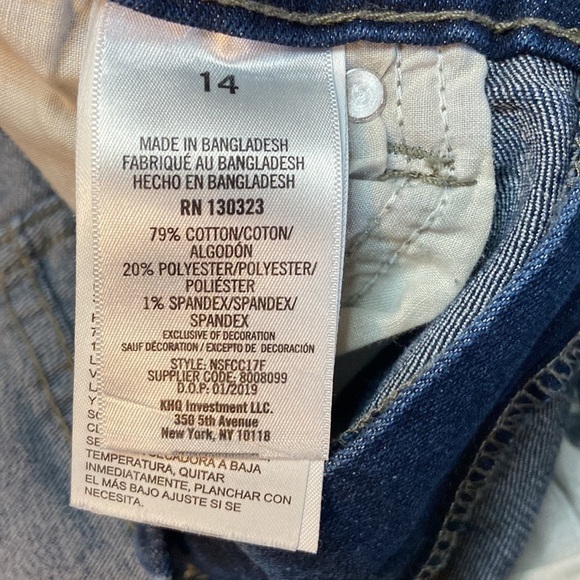 14
MADE IN BANGLADESH
FABRIQUÉ AU BANGLADESH
HECHO EN BANGLADESH
RN 130323
79% COTTON/COTON/
ALGODÓN
20% POLYESTER/POLYESTER/
POLIÉSTER
1% SPANDEX/SPANDEX/
SPANDEX
EXCLUSIVE OF DECORATION
SAUF DÉCORATION / EXCEPTO DE DECORACIÓN
STYLE: NSFCC17F
SUPPLIER CODE: 8008099
D.O.P: 01/2019
KHQ Investment LLC.
350 5th Avenue
New York, NY 10118
SECADORA A BAJA
TEMPERATURA, QUITAR
INMEDIATAMENTE, PLANCHAR CON
EL MÁS BAJO AJUSTE SI SE